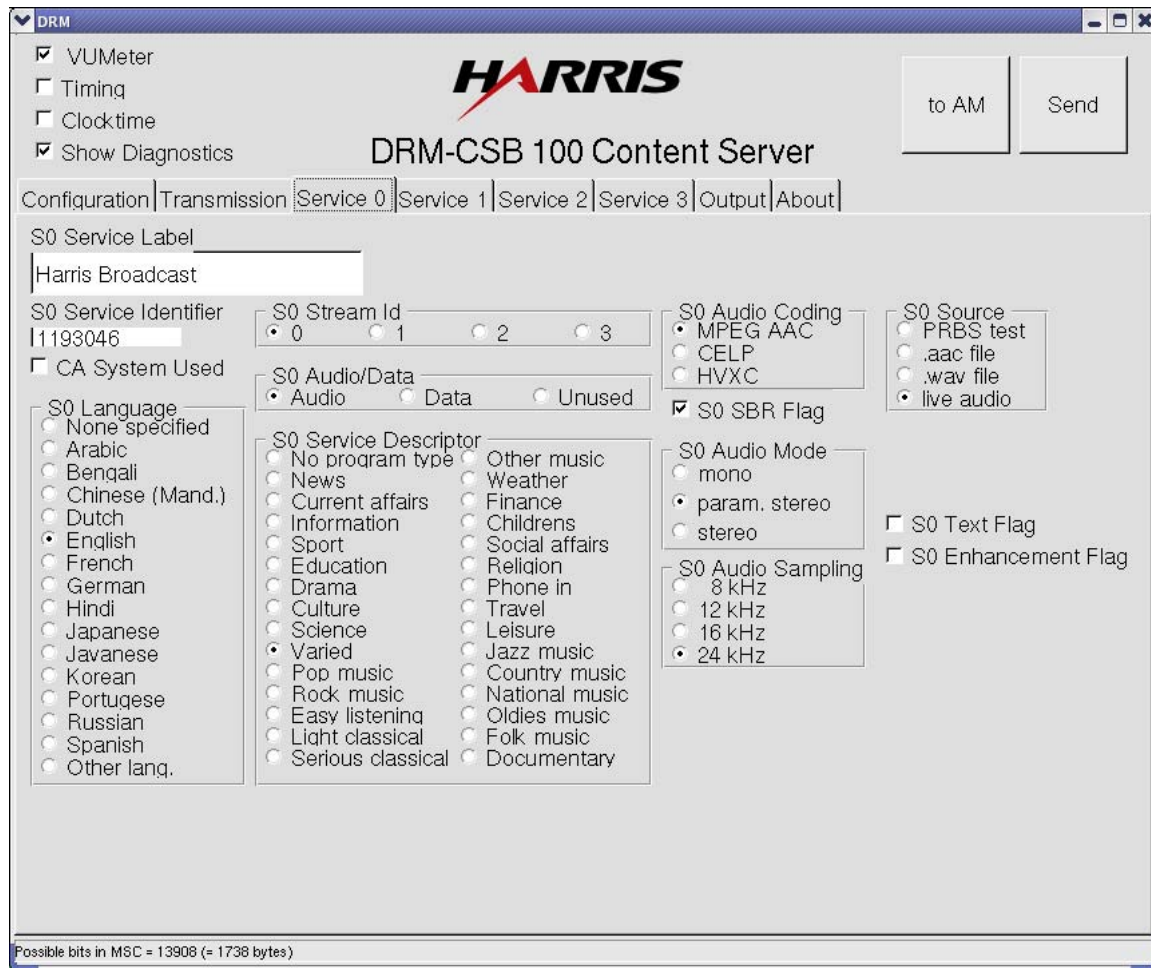 DRM
VUMeter
Timing
Clocktime
Show Diagnostics
HARRIS
DRM-CSB 100 Content Server
to AM
Send
Configuration Transmission Service 0 Service 1 Service 2 Service 3 Output About
S0 Service Label
Harris Broadcast
S0 Service Identifier
1193046
CA System Used
S0 Language
None specified
Arabic
Bengali
Chinese (Mand.)
Dutch
English
French
German
Hindi
Japanese
Javanese
Korean
Portugese
Russian
Spanish
Other lang.
S0 Stream Id
0 1 2 3
S0 Audio/Data
Audio Data Unused
S0 Service Descriptor
No program type
News
Current affairs
Information
Sport
Education
Drama
Culture
Science
Varied
Pop music
Rock music
Easy listening
Light classical
Serious classical
Other music
Weather
Finance
Childrens
Social affairs
Religion
Phone in
Travel
Leisure
Jazz music
Country music
National music
Oldies music
Folk music
Documentary
S0 Audio Coding
MPEG AAC
CELP
HVXC
S0 SBR Flag
S0 Audio Mode
mono
param. stereo
stereo
S0 Audio Sampling
8 kHz
12 kHz
16 kHz
24 kHz
S0 Source
PRBS test
.aac file
.wav file
live audio
S0 Text Flag
S0 Enhancement Flag
Possible bits in MSC = 13908 (= 1738 bytes)